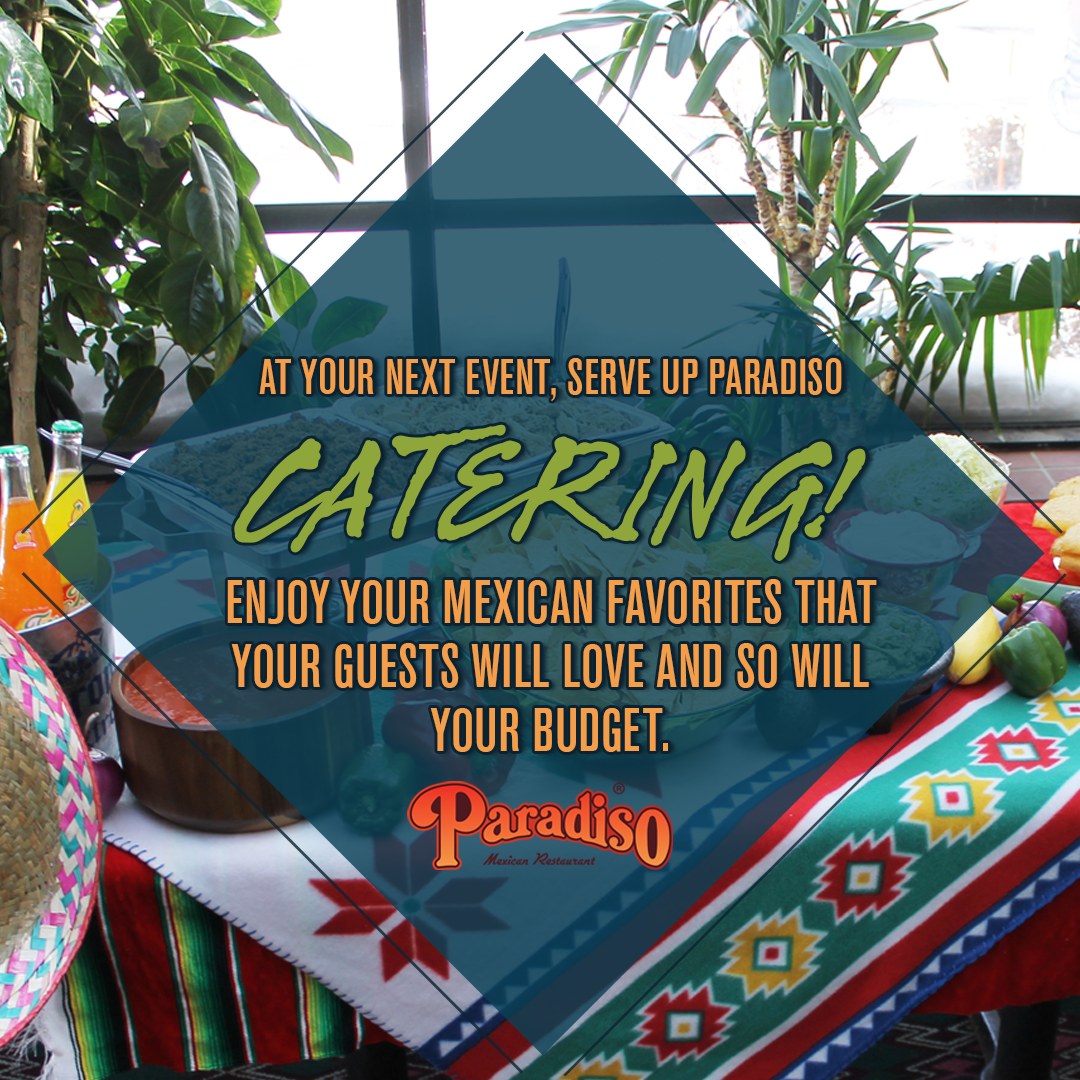 AT YOUR NEXT EVENT, SERVE UP PARADISO
CATERING!
ENJOY YOUR MEXICAN FAVORITES THAT
YOUR GUESTS WILL LOVE AND SO WILL
YOUR BUDGET.
Paradiso®
Mexican Restaurant